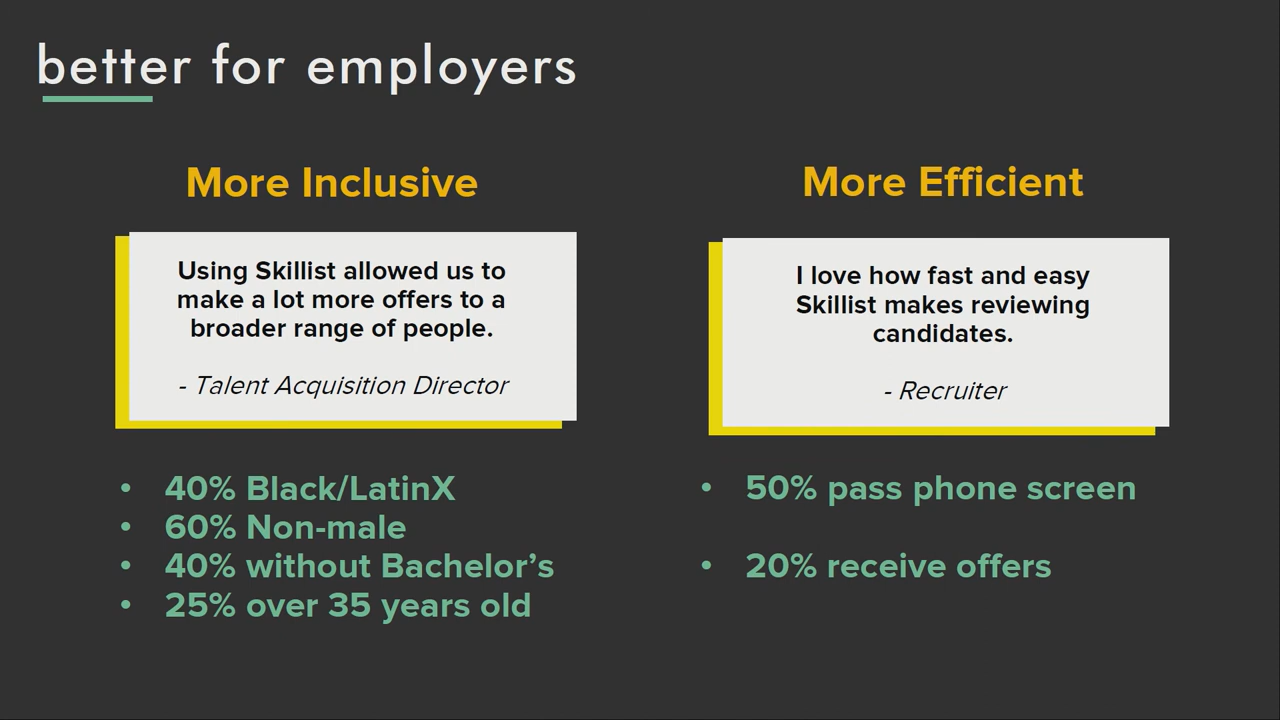 better for employers
More Inclusive
Using Skillist allowed us to
make a lot more offers to a
broader range of people.
- Talent Acquisition Director
• 40% Black/LatinX
• 60% Non-male
• 40% without Bachelor’s
• 25% over 35 years old
More Efficient
I love how fast and easy
Skillist makes reviewing
candidates.
- Recruiter
• 50% pass phone screen
• 20% receive offers